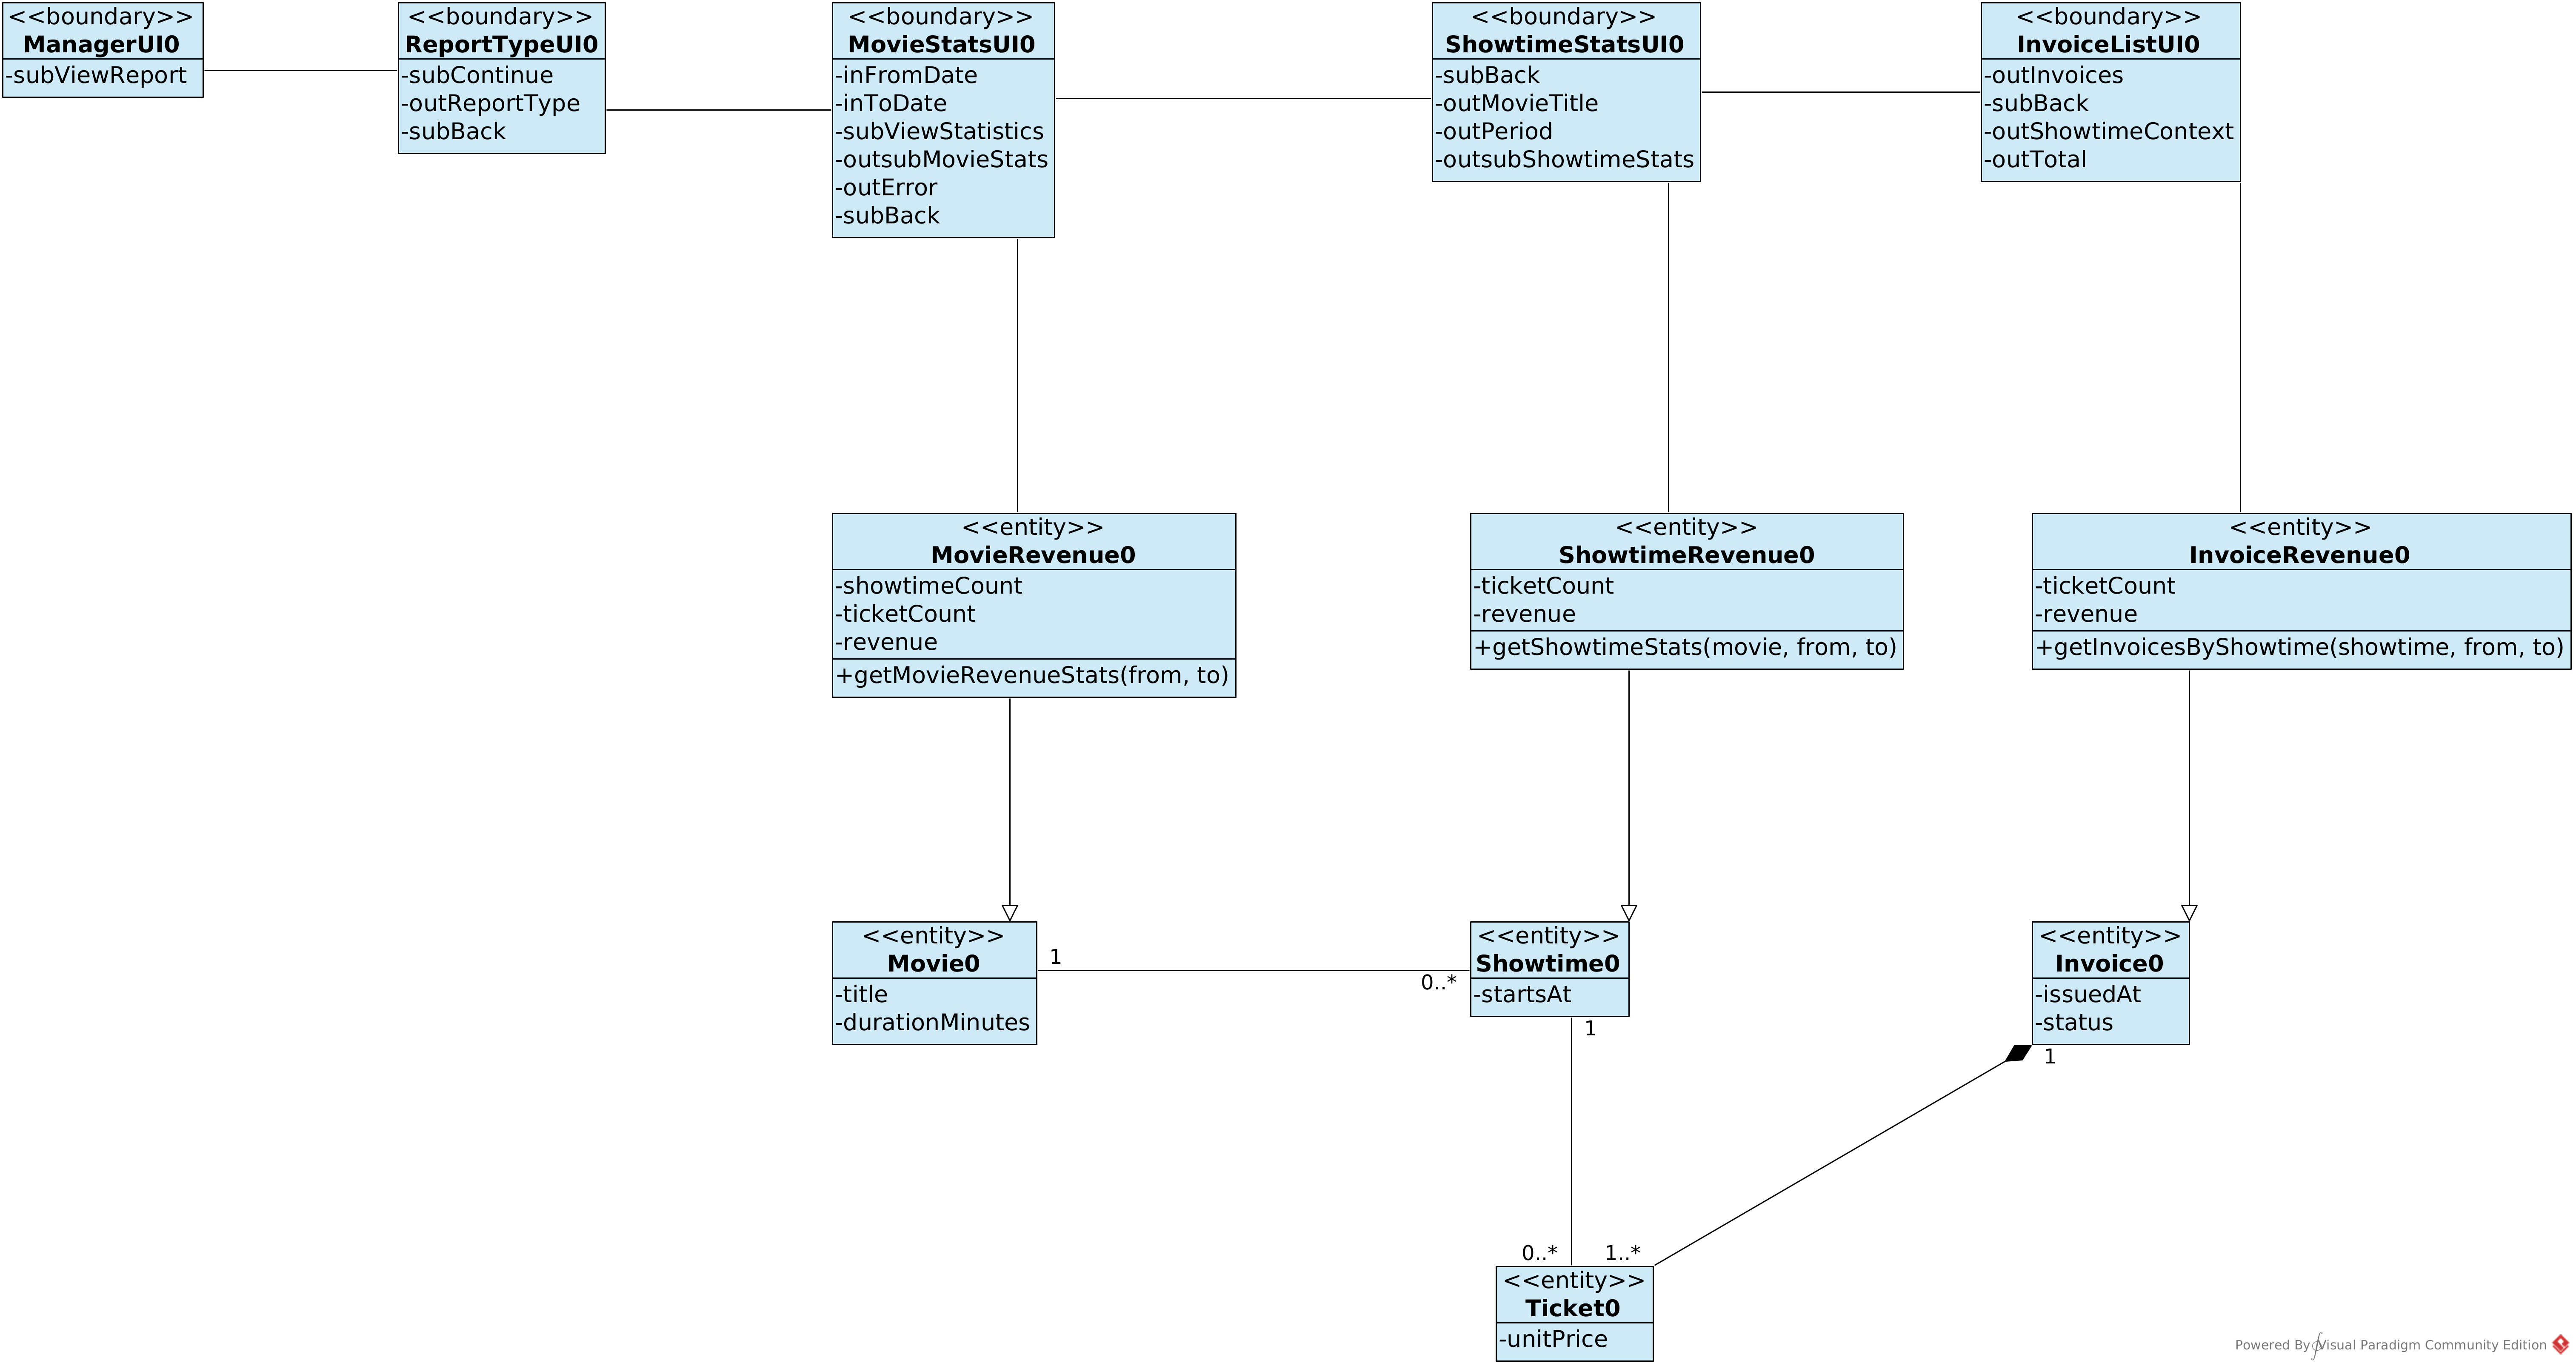 <<boundary>>
ManagerUI0
-subViewReport
<<boundary>>
ReportTypeUI0
-subContinue
-outReportType
-subBack
<<boundary>>
MovieStatsUI0
-inFromDate
-inToDate
-subViewStatistics
-outsubMovieStats
-outError
-subBack
<<boundary>>
ShowtimeStatsUI0
-subBack
-outMovieTitle
-outPeriod
-outsubShowtimeStats
<<boundary>>
InvoiceListUI0
-outInvoices
-subBack
-outShowtimeContext
-outTotal
<<entity>>
MovieRevenue0
-showtimeCount
-ticketCount
-revenue
+getMovieRevenueStats(from, to)
<<entity>>
ShowtimeRevenue0
-ticketCount
-revenue
+getShowtimeStats(movie, from, to)
<<entity>>
InvoiceRevenue0
-ticketCount
-revenue
+getInvoicesByShowtime(showtime, from, to)
<<entity>>
Movie0
-title
-durationMinutes
1
0..*
<<entity>>
Showtime0
-startsAt
1
<<entity>>
Invoice0
-issuedAt
-status
1
0..*
1..*
<<entity>>
Ticket0
-unitPrice
Powered By Visual Paradigm Community Edition